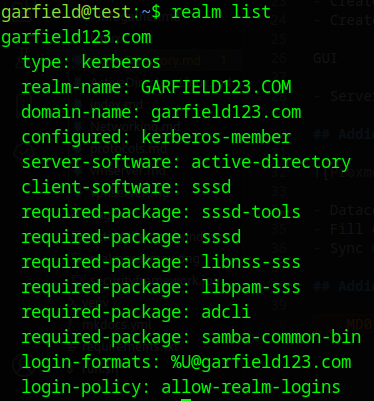 garfield@test:~$ realm list
garfield123.com
type: kerberos
realm-name: GARFIELD123.COM
domain-name: garfield123.com
configured: kerberos-member
server-software: active-directory
client-software: sssd
required-package: sssd-tools
required-package: sssd
required-package: libnss-sss
required-package: libpam-sss
required-package: adcli
required-package: samba-common-bin
login-formats: %U@garfield123.com
login-policy: allow-realm-logins